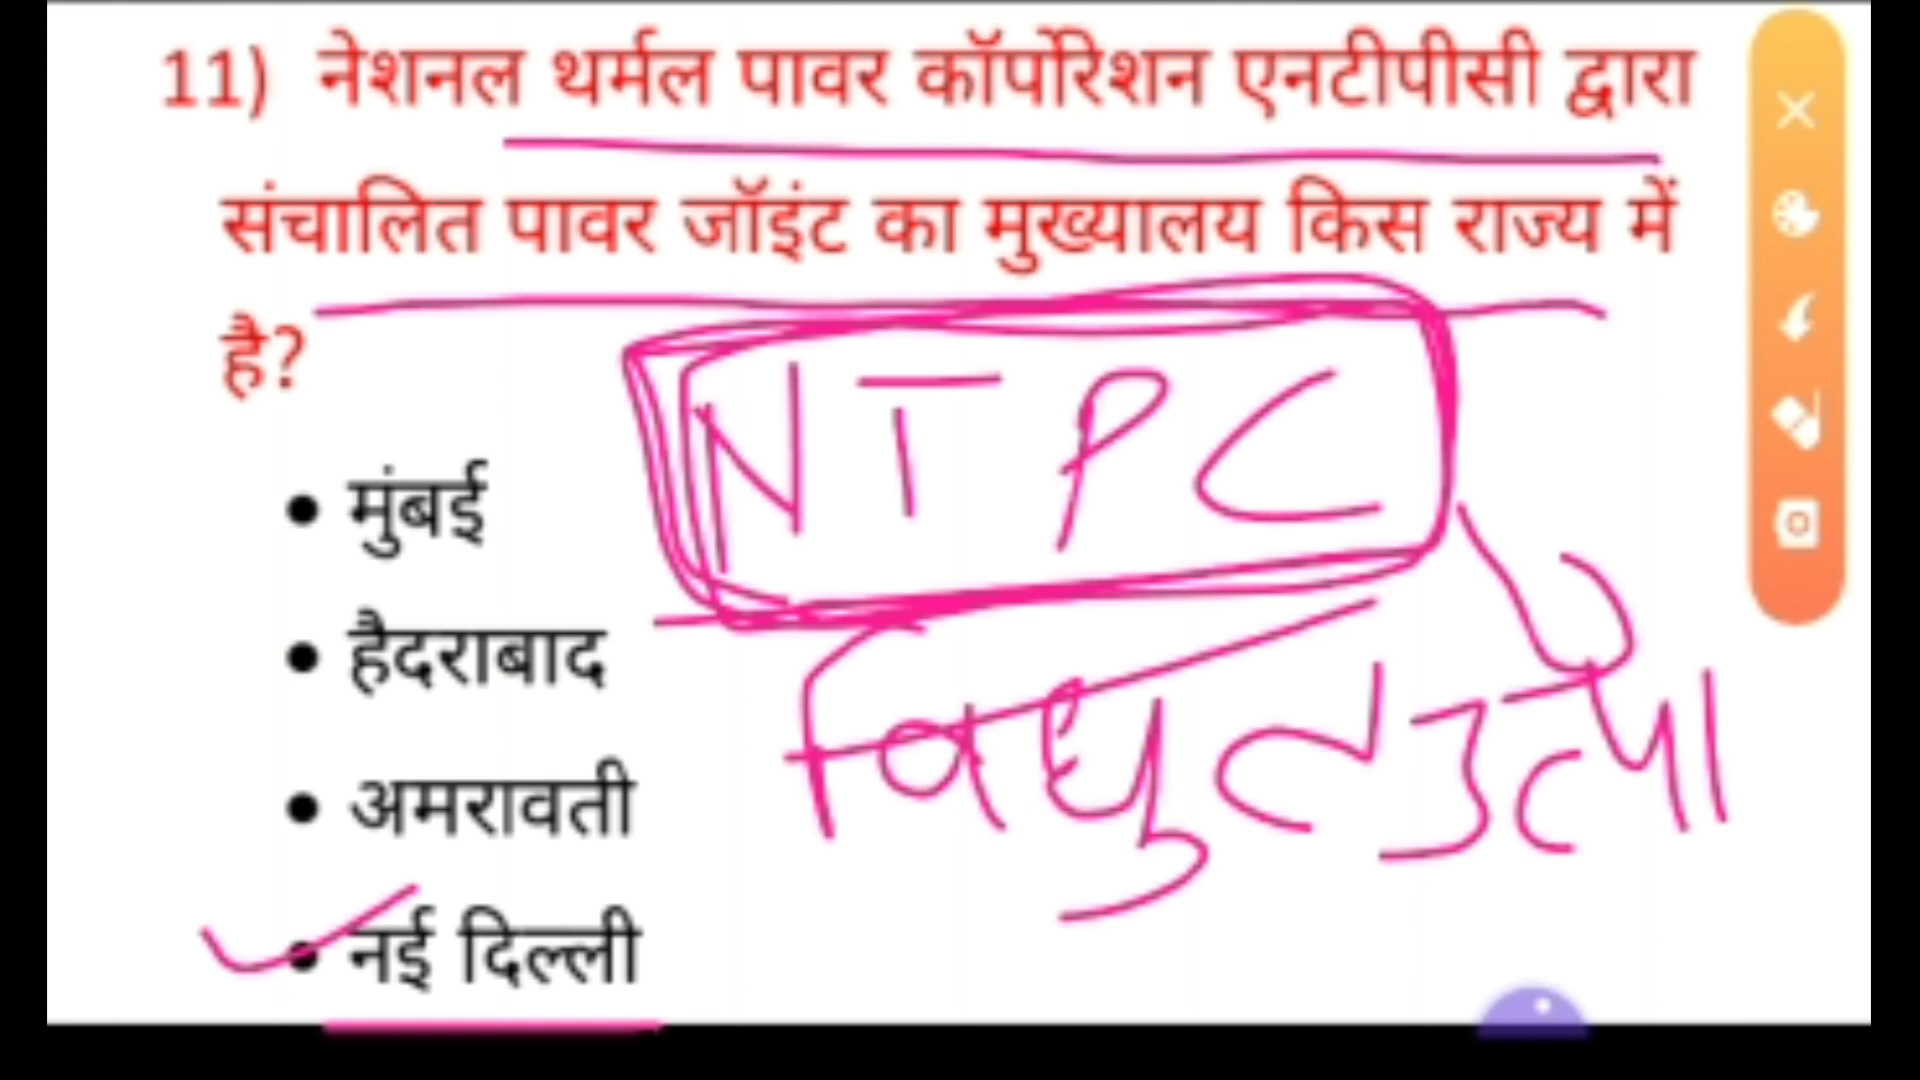 11) नेशनल थर्मल पावर कॉर्पोरेशन एनटीपीसी द्वारा
संचालित पावर जॉइंट का मुख्यालय किस राज्य में
है?
NTPC
• मुंबई
• हैदराबाद
• अमरावती
• नई दिल्ली